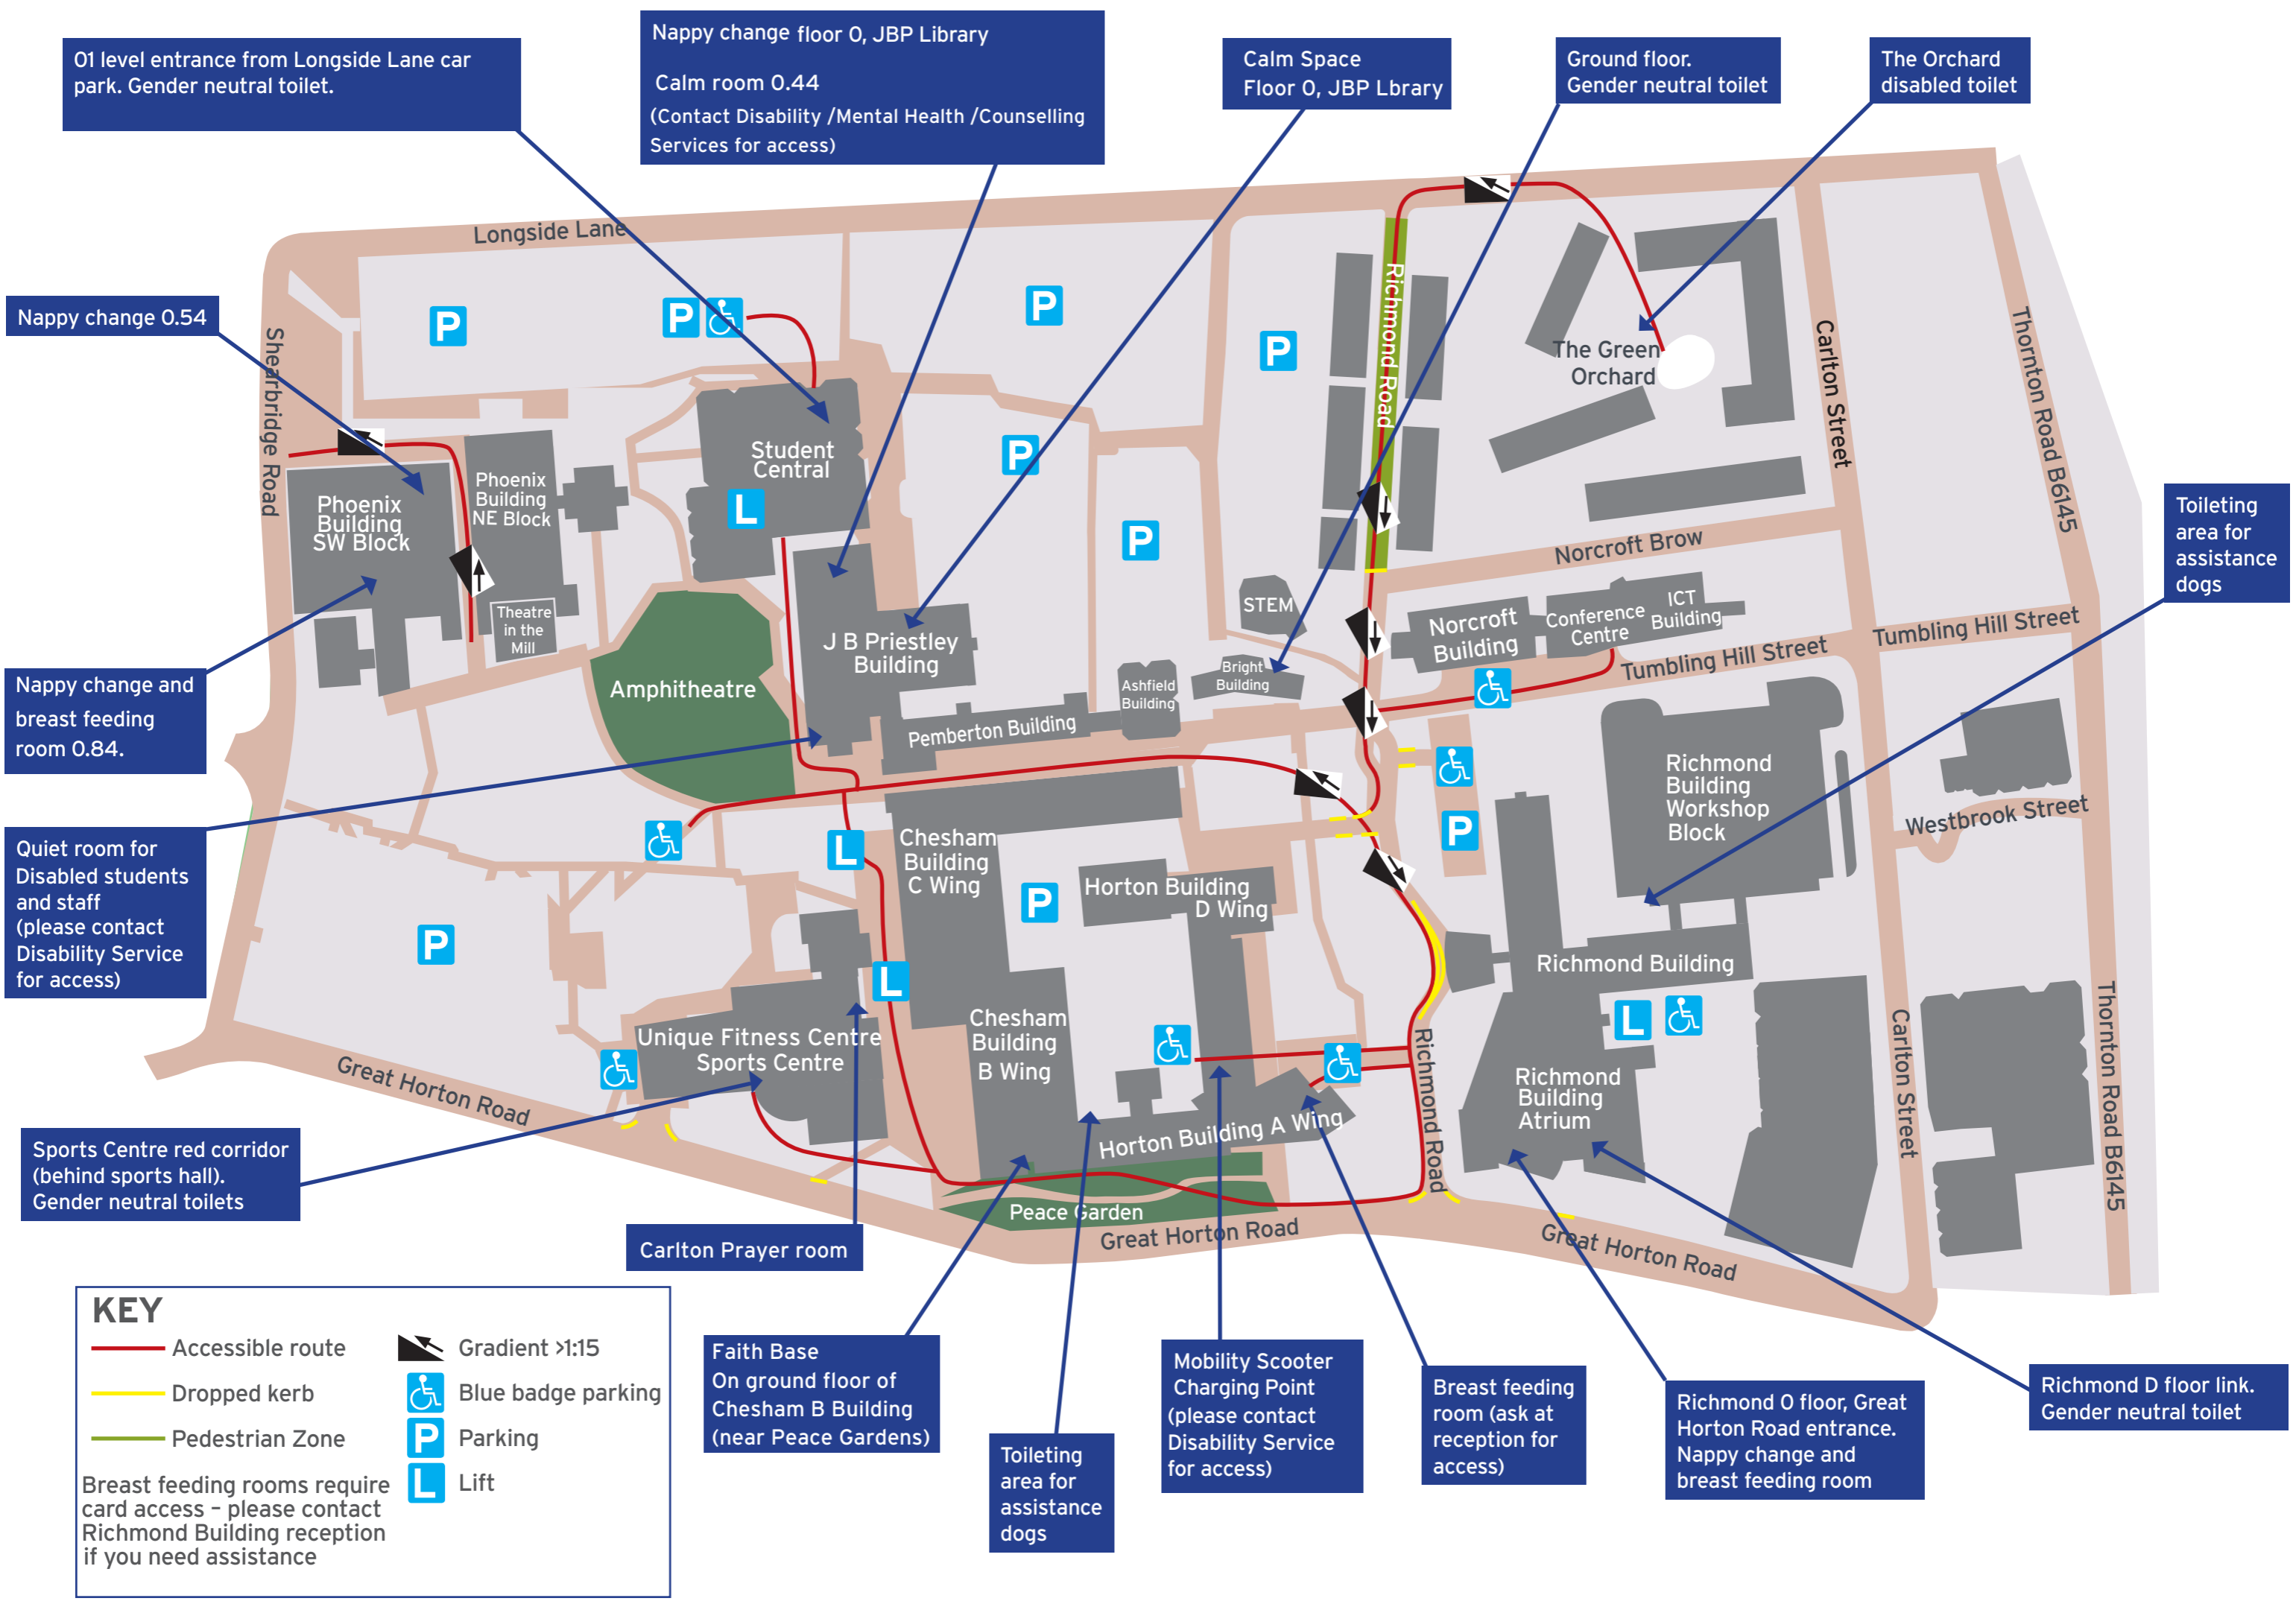 01 level entrance from Longside Lane car
park. Gender neutral toilet.
Nappy change floor 0, JBP Library
Calm room 0.44
(Contact Disability /Mental Health /Counselling
Services for access)
Calm Space
Floor 0, JBP Lbrary
Ground floor.
Gender neutral toilet
The Orchard
disabled toilet
Longside Lane
Nappy change 0.54
Shearbridge Road
P
P
P
P
Richmond Road
The Green
Orchard
Carlton Street
Thornton Road B6145
Student
Central
L
P
P
Phoenix
Building
SW Block
Phoenix
Building
NE Block
Theatre
in the
Mill
Norcroft Brow
Toileting
area for
assistance
dogs
STEM
Norcroft
Building
Conference
Centre
ICT
Building
Tumbling Hill Street
Tumbling Hill Street
J B Priestley
Building
Amphitheatre
Ashfield
Building
Bright
Building
Pemberton Building
Nappy change and
breast feeding
room 0.84.
Richmond
Building
Workshop
Block
Westbrook Street
P
Quiet room for
Disabled students
and staff
(please contact
Disability Service
for access)
L
Chesham
Building
C Wing
P
Horton Building
D Wing
P
L
Richmond Building
L
Unique Fitness Centre
Sports Centre
Chesham
Building
B Wing
Richmond Road
Richmond
Building
Atrium
Carlton Street
Thornton Road B6145
Great Horton Road
Horton Building A Wing
Peace Garden
Great Horton Road
Great Horton Road
Sports Centre red corridor
(behind sports hall).
Gender neutral toilets
Carlton Prayer room
Faith Base
On ground floor of
Chesham B Building
(near Peace Gardens)
Toileting
area for
assistance
dogs
Mobility Scooter
Charging Point
(please contact
Disability Service
for access)
Breast feeding
room (ask at
reception for
access)
Richmond 0 floor, Great
Horton Road entrance.
Nappy change and
breast feeding room
Richmond D floor link.
Gender neutral toilet
KEY
Accessible route
Dropped kerb
Pedestrian Zone
Gradient >1:15
Blue badge parking
P Parking
L Lift
Breast feeding rooms require
card access – please contact
Richmond Building reception
if you need assistance